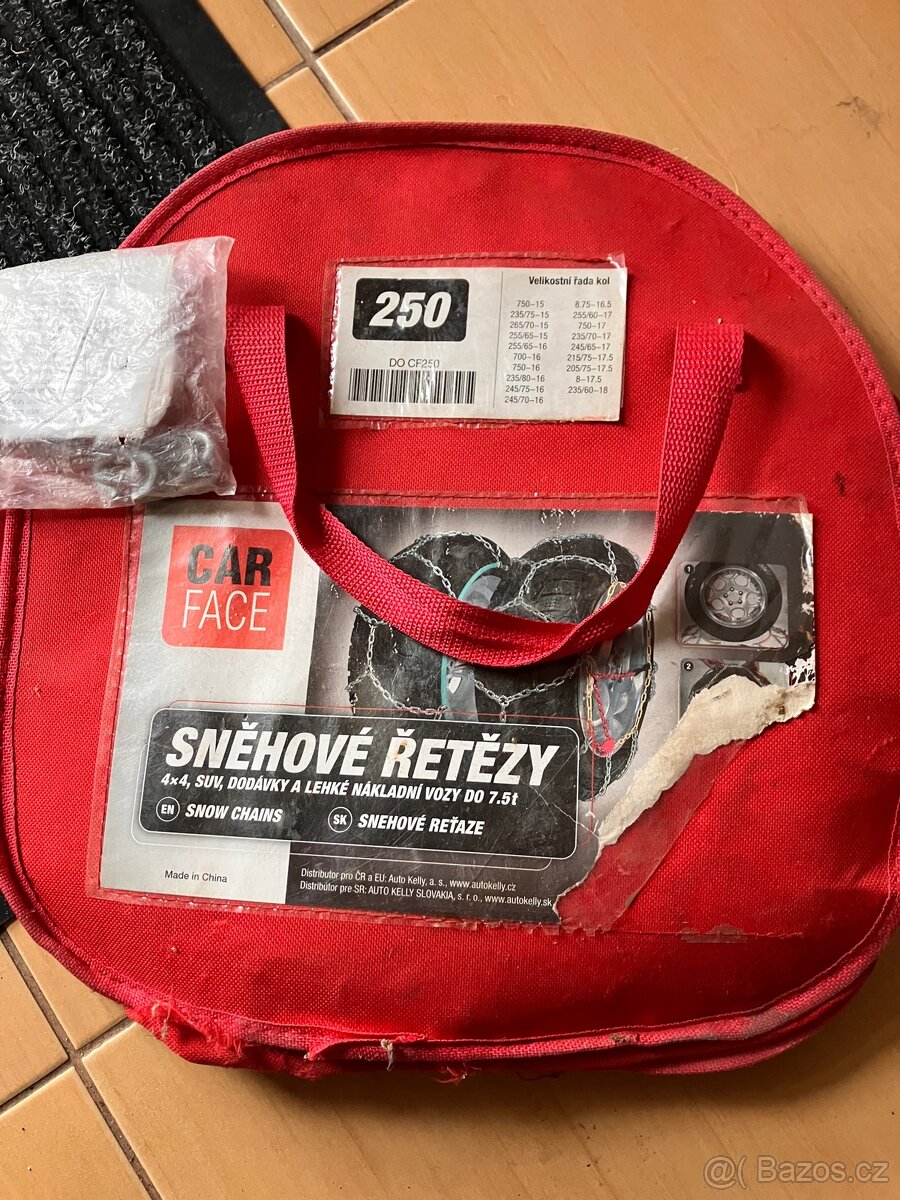 250
DO CF250
Velikostní řada kol
750–15
235/75–15
265/70–15
255/65–15
255/65–16
700–16
750–16
235/80–16
245/75–16
245/70–16
8.75–16.5
255/60–17
750–17
235/70–17
245/65–17
215/75–17.5
205/75–17.5
8–17.5
235/60–18
CAR
FACE
1
2
SNĚHOVÉ ŘETĚZY
4×4, SUV, DODÁVKY A LEHKÉ NÁKLADNÍ VOZY DO 7.5t
EN SNOW CHAINS
SK SNEHOVÉ REŤAZE
Made in China
Distributor pro ČR a EU: Auto Kelly, a. s., www.autokelly.cz
Distribútor pre SR: AUTO KELLY SLOVAKIA, s. r. o., www.autokelly.sk
@( Bazos.cz